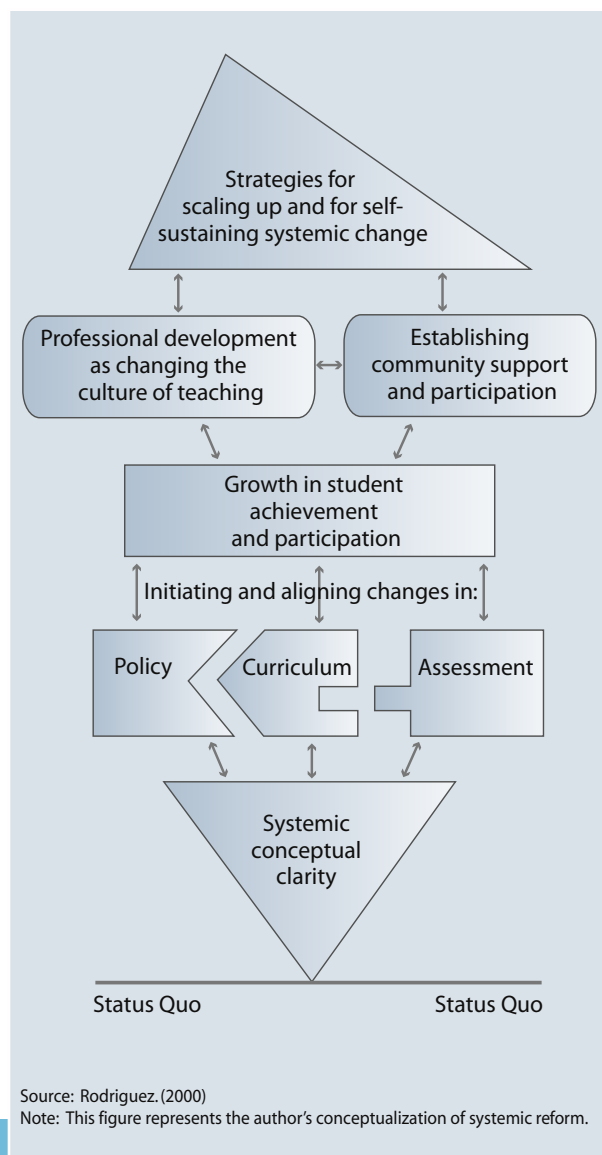 Strategies for
scaling up and for self-
sustaining systemic change
Professional development
as changing the
culture of teaching
Establishing
community support
and participation
Growth in student
achievement
and participation
Initiating and aligning changes in:
Policy
Curriculum
Assessment
Systemic
conceptual
clarity
Status Quo
Status Quo
Source: Rodriguez.(2000)
Note: This figure represents the author’s conceptualization of systemic reform.